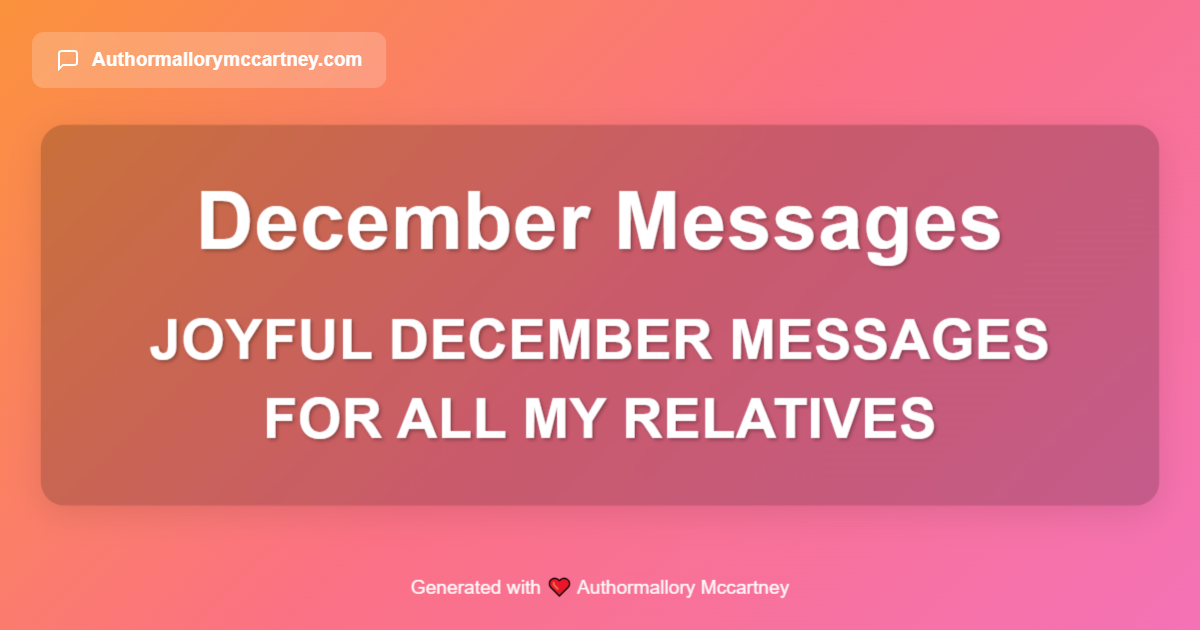 Authormallorymccartney.com
December Messages
JOYFUL DECEMBER MESSAGES
FOR ALL MY RELATIVES
Generated with ❤️ Authormallory Mccartney